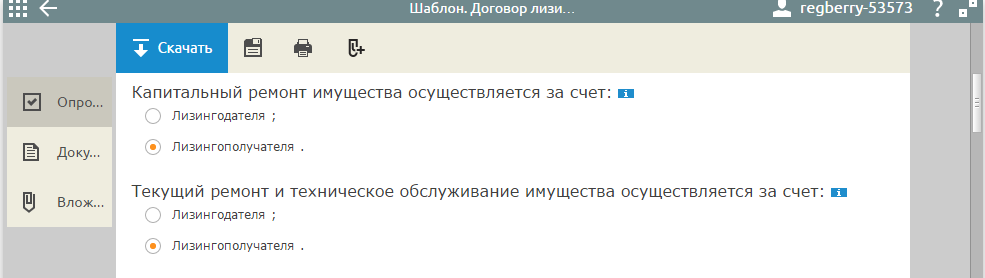 Шаблон. Договор лизи...
regberry-53573 ?
Скачать
Опро...
Доку...
Влож...
Капитальный ремонт имущества осуществляется за счет: i
Лизингодателя ;
Лизингополучателя .
Текущий ремонт и техническое обслуживание имущества осуществляется за счет: i
Лизингодателя ;
Лизингополучателя .